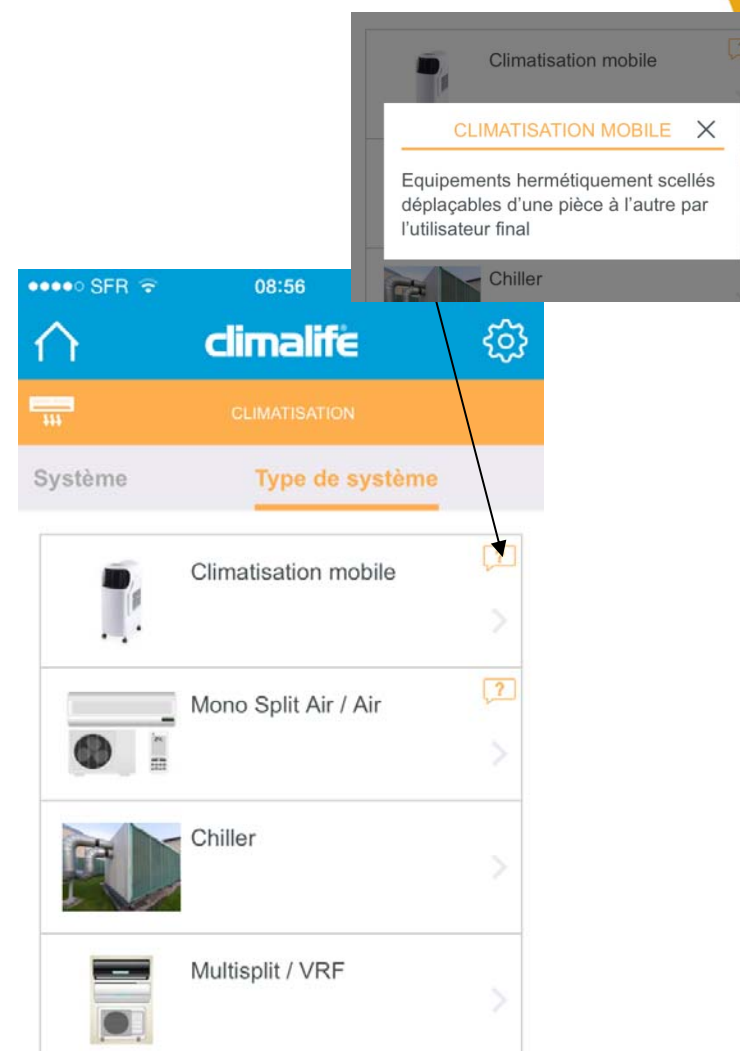 Climatisation mobile
CLIMATISATION MOBILE
Equipements hermétiquement scellés
déplaçables d’une pièce à l’autre par
l’utilisateur final
Chiller
SFR 08:56
climalife
CLIMATISATION
Système Type de système
Climatisation mobile
?
Mono Split Air / Air
?
Chiller
Multisplit / VRF